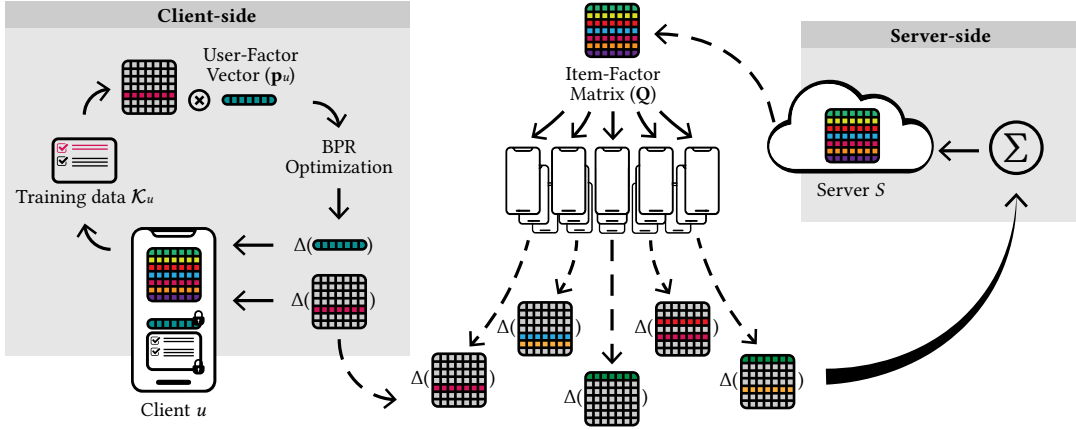 Client-side
User-Factor
Vector (𝐩ᵤ)
BPR
Optimization
Training data 𝒦ᵤ
Δ( )
Δ( )
Client u
Item-Factor
Matrix (Q)
Δ( )
Δ( )
Δ( )
Δ( )
Δ( )
Server-side
Σ
Server S